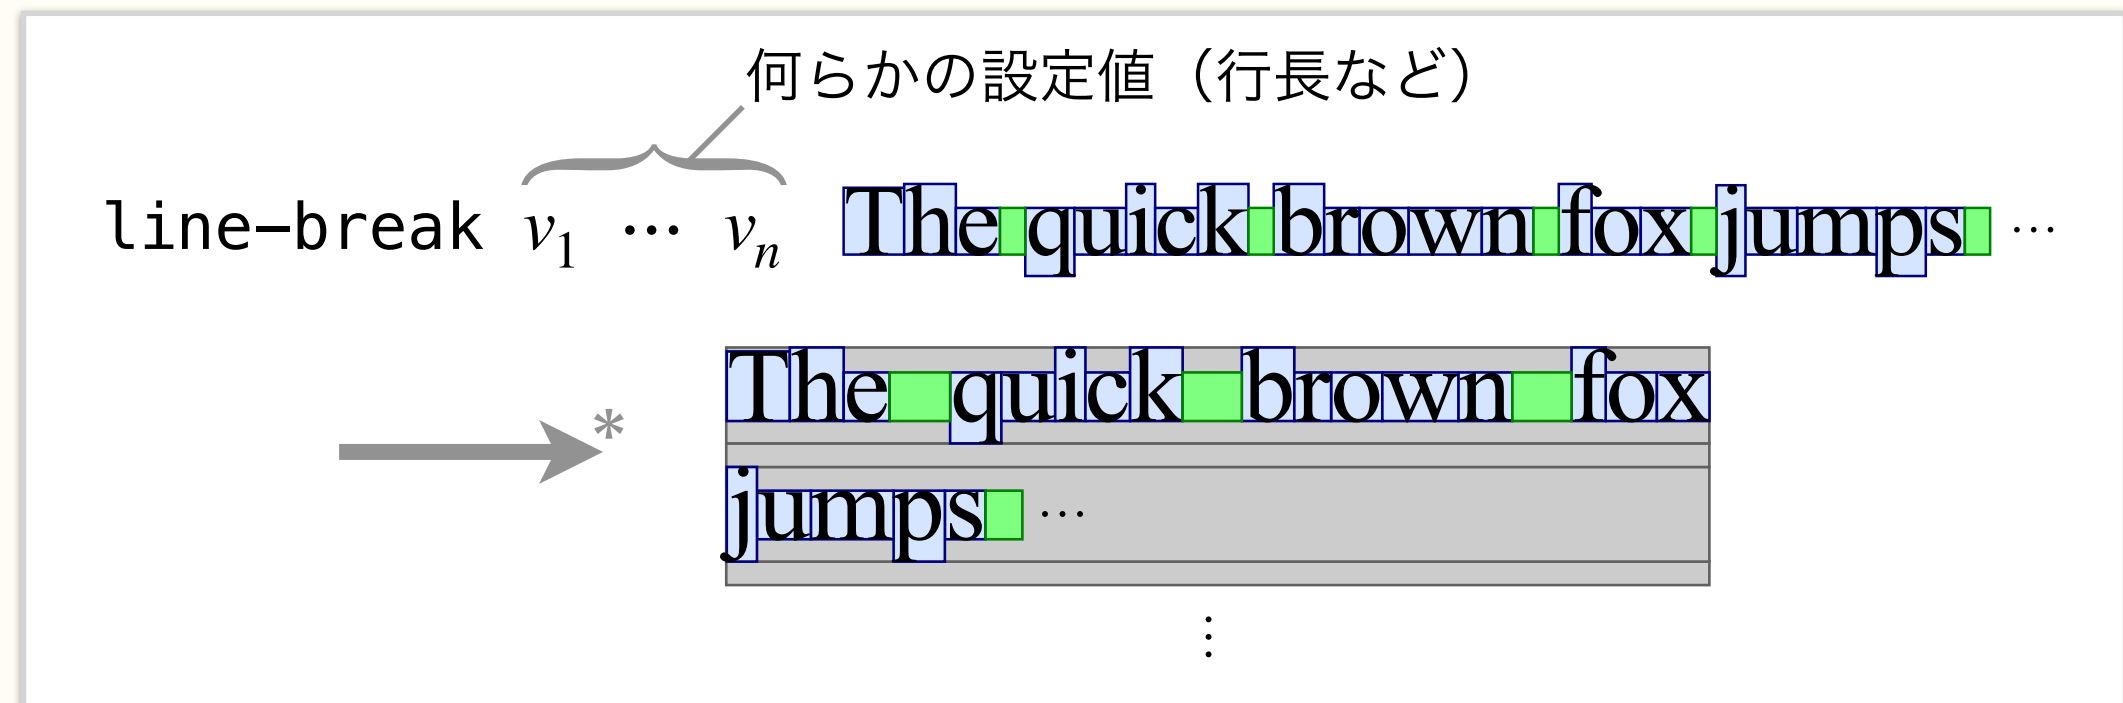 何らかの設定値（行長など）
line-break v1 ⋯ vn The quick brown fox jumps ⋯
* The quick brown fox
jumps ⋯
⋮